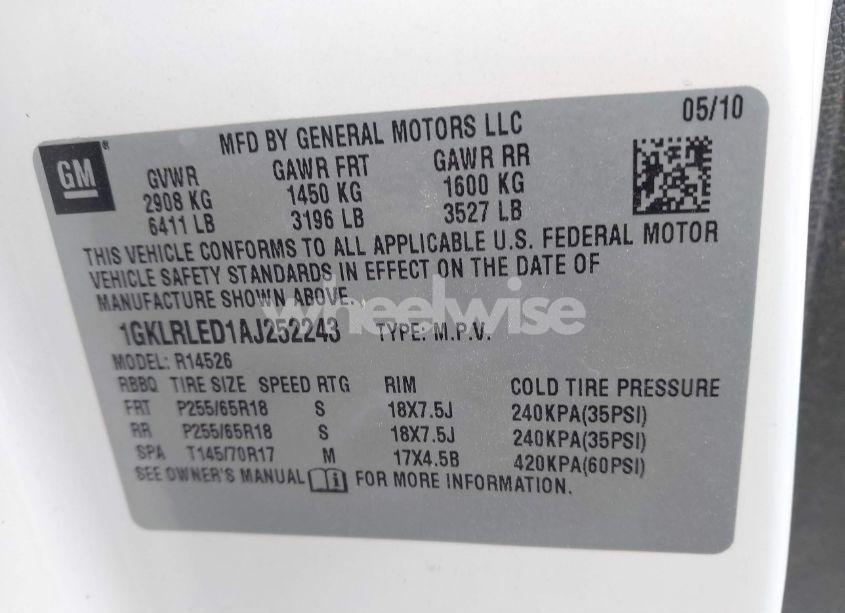 05/10
MFD BY GENERAL MOTORS LLC
GM®
GVWR GAWR FRT GAWR RR
2908 KG 1450 KG 1600 KG
6411 LB 3196 LB 3527 LB
THIS VEHICLE CONFORMS TO ALL APPLICABLE U.S. FEDERAL MOTOR
VEHICLE SAFETY STANDARDS IN EFFECT ON THE DATE OF
MANUFACTURE SHOWN ABOVE.
wheelwise
1GKLRLED1AJ252243 TYPE: M.P.V.
MODEL: R14526
RBBQ TIRE SIZE SPEED RTG RIM COLD TIRE PRESSURE
FRT P255/65R18 S 18X7.5J 240KPA(35PSI)
RR P255/65R18 S 18X7.5J 240KPA(35PSI)
SPA T145/70R17 M 17X4.5B 420KPA(60PSI)
SEE OWNER'S MANUAL i FOR MORE INFORMATION.